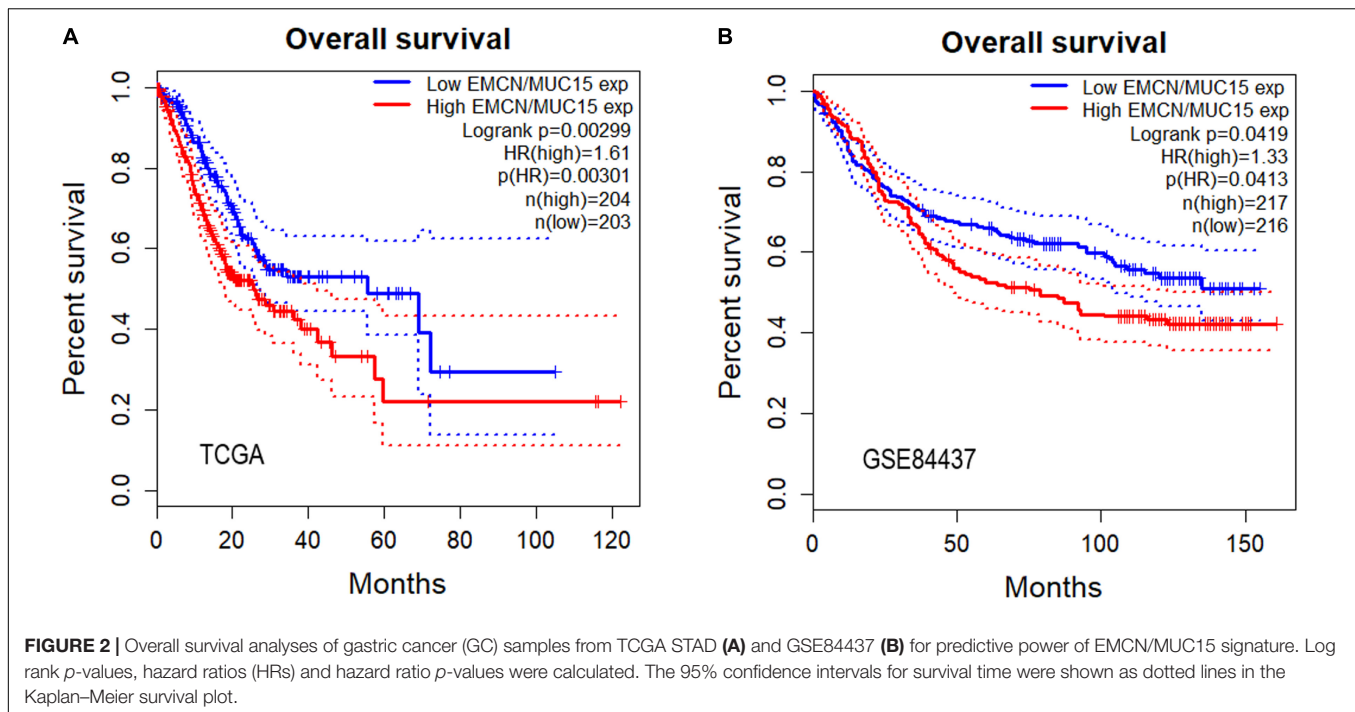 A
Overall survival
Low EMCN/MUC15 exp
High EMCN/MUC15 exp
Logrank p=0.00299
HR(high)=1.61
p(HR)=0.00301
n(high)=204
n(low)=203
Percent survival
1.0
0.8
0.6
0.4
0.2
0.0
TCGA
0 20 40 60 80 100 120
Months
B
Overall survival
Low EMCN/MUC15 exp
High EMCN/MUC15 exp
Logrank p=0.0419
HR(high)=1.33
p(HR)=0.0413
n(high)=217
n(low)=216
Percent survival
1.0
0.8
0.6
0.4
0.2
0.0
GSE84437
0 50 100 150
Months
FIGURE 2 | Overall survival analyses of gastric cancer (GC) samples from TCGA STAD (A) and GSE84437 (B) for predictive power of EMCN/MUC15 signature. Log
rank p-values, hazard ratios (HRs) and hazard ratio p-values were calculated. The 95% confidence intervals for survival time were shown as dotted lines in the
Kaplan–Meier survival plot.